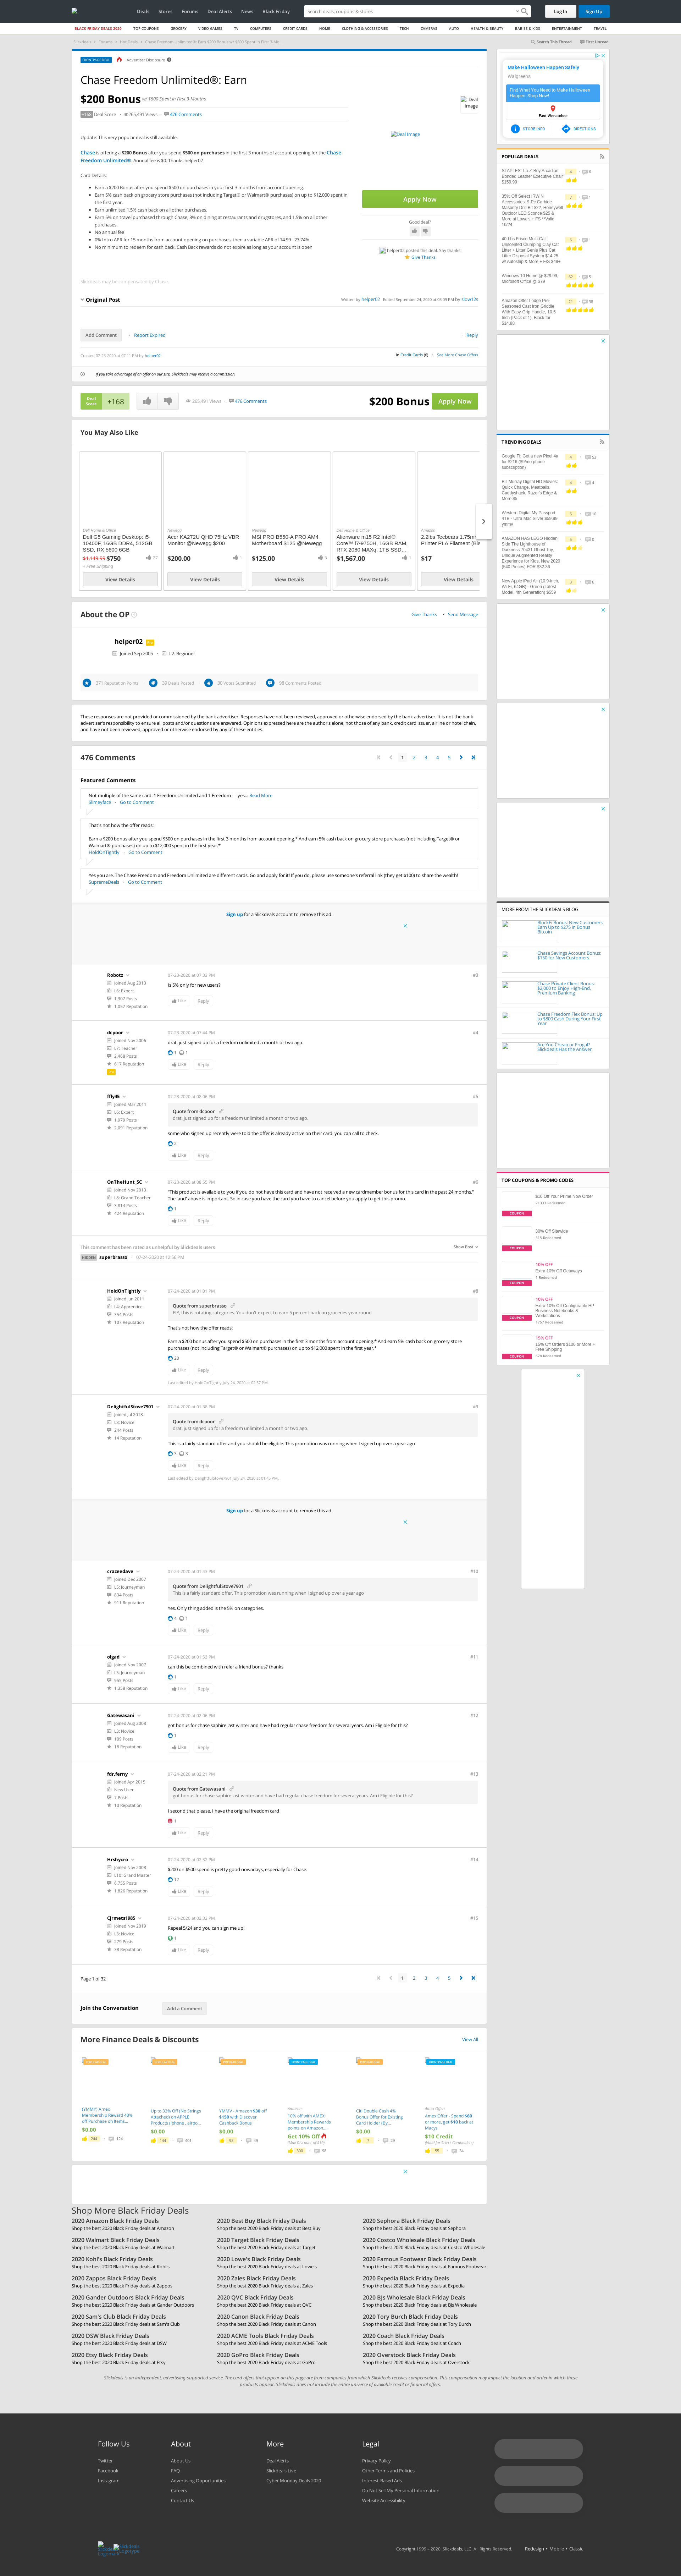 Deals Stores Forums Deal Alerts News Black Friday
Search deals, coupons & stores
Log In
Sign Up
BLACK FRIDAY DEALS 2020 TOP COUPONS GROCERY VIDEO GAMES TV COMPUTERS CREDIT CARDS HOME CLOTHING & ACCESSORIES TECH CAMERAS AUTO HEALTH & BEAUTY BABIES & KIDS ENTERTAINMENT TRAVEL
Search This Thread First Unread
Advertiser Disclosure
Chase Freedom Unlimited®: Earn
$200 Bonus w/ $500 Spend in First 3-Months
Deal Score 265,491 Views 476 Comments
Deal Image
Update: This very popular deal is still available.
Chase is offering a $200 Bonus after you spend $500 on purchases in the first 3 months of account opening for the Chase
Freedom Unlimited®. Annual fee is $0. Thanks helper02
Card Details:
Earn a $200 Bonus after you spend $500 on purchases in your first 3 months from account opening.
Earn 5% cash back on grocery store purchases (not including Target® or Walmart®) on up to $12,000 spent in
the first year.
Earn unlimited 1.5% cash back on all other purchases.
Earn 5% on travel purchased through Chase, 3% on dining at restaurants and drugstores, and 1.5% on all other
purchases.
No annual fee
0% Intro APR for 15 months from account opening on purchases, then a variable APR of 14.99 - 23.74%.
No minimum to redeem for cash back. Cash Back rewards do not expire as long as your account is open
Deal Image
Apply Now
Good deal?
Helper02 posted this deal. Say thanks!
Give Thanks
Slickdeals may be compensated by Chase.
Original Post
Written by helper02 Edited September 24, 2020 at 04:09 PM by slear12s
Add Comment
Report Expired
Reply
Created 07-23-2020 at 07:11 PM by helper02
in Credit Cards (6) See More Chase Offers
If you take advantage of an offer on our site, Slickdeals may receive a commission.
Deal Score
+168
265,491 Views 476 Comments
$200 Bonus
Apply Now
You May Also Like
Dell Home & Office
Dell G5 Gaming Desktop: i5-
10400F, 16GB DDR4, 512GB
SSD, RX 5600 6GB
$1,149.99 $750 27
+ Free Shipping
View Details
Newegg
Acer KA272U QHD 75Hz VBR
Monitor @Newegg $200
$200.00
View Details
Newegg
MSI PRO B550-A PRO AM4
Motherboard $125 @Newegg
$125.00
View Details
Dell Home & Office
Alienware m15 R2 Intel®
Core™ i7-9750H, 16GB RAM,
RTX 2080 MAXq, 1TB SSD...
$1,567.00
View Details
Amazon
2.2lbs Tecbears 1.75mm
Printer PLA Filament (Bl
$17
View Details
About the OP
Give Thanks Send Message
helper02
Joined Sep 2005 L2: Beginner
371 Reputation Points 29 Deals Posted 30 Votes Submitted 98 Comments Posted
These responses are not provided or commissioned by the bank advertiser. Responses have not been reviewed, approved or otherwise endorsed by the bank advertiser. It is not the bank
advertiser's responsibility to ensure all posts and/or questions are answered. Opinions expressed here are the author's alone, not those of any bank, credit card issuer, airline or hotel chain,
and have not been reviewed, approved or otherwise endorsed by any of these entities.
476 Comments
1 2 3 4 5
Featured Comments
Not multiple of the same card. 1 Freedom Unlimited and 1 Freedom — yes... Read More
Slimeyface Go to Comment
That's not how the offer reads:
Earn a $200 bonus after you spend $500 on purchases in the first 3 months from account opening.* And earn 5% cash back on grocery store purchases (not including Target® or
Walmart® purchases) on up to $12,000 spent in the first year.*
HoldOnTightly Go to Comment
Yes you are. The Chase Freedom and Freedom Unlimited are different cards. Go and apply for it! If you do, please use someone's referral link (they get $100) to share the wealth!
SupremeDeals Go to Comment
Sign up for a Slickdeals account to remove this ad.
Robotz
Joined Aug 2013
L6: Expert
1,307 Posts
1,057 Reputation
07-23-2020 at 07:33 PM
#3
Is 5% only for new users?
Like Reply
dcpoor
Joined Nov 2006
L7: Teacher
2,468 Posts
617 Reputation
07-23-2020 at 07:44 PM
#4
drat, just signed up for a freedom unlimited a month or two ago.
1 1
Like Reply
ffly45
Joined Mar 2011
L6: Expert
1,979 Posts
2,091 Reputation
07-23-2020 at 08:06 PM
#5
Quote from dcpoor
drat, just signed up for a freedom unlimited a month or two ago.
some who signed up recently were told the offer is already active on their card. you can call to check.
2
Like Reply
OnTheHunt_SC
Joined Nov 2013
L8: Grand Teacher
3,814 Posts
624 Reputation
07-23-2020 at 08:55 PM
#6
"This product is available to you if you do not have this card and have not received a new cardmember bonus for this card in the past 24 months."
The 'and' above is important. So in case you have the card you have to cancel before you apply to get this promo.
1
Like Reply
This comment has been rated as unhelpful by Slickdeals users
Show Post
HIDDEN superbrasso 07-24-2020 at 12:58 PM
HoldOnTightly
Joined Jun 2011
L4: Apprentice
354 Posts
107 Reputation
07-24-2020 at 01:01 PM
#8
Quote from superbrasso
FYI, this is rotating categories. You don't expect to earn 5 percent back on groceries year round
That's not how the offer reads:
Earn a $200 bonus after you spend $500 on purchases in the first 3 months from account opening.* And earn 5% cash back on grocery store
purchases (not including Target® or Walmart® purchases) on up to $12,000 spent in the first year.*
20
Like Reply
Last edited by HoldOnTightly July 24, 2020 at 02:57 PM.
DelightfulStove7901
Joined Jul 2018
L3: Novice
244 Posts
14 Reputation
07-24-2020 at 01:38 PM
#9
Quote from dcpoor
drat, just signed up for a freedom unlimited a month or two ago.
This is a fairly standard offer and you should be eligible. This promotion was running when I signed up over a year ago
Like Reply
Last edited by DelightfulStove7901 July 24, 2020 at 01:40 PM.
Sign up for a Slickdeals account to remove this ad.
crazeedave
Joined Dec 2007
L5: Journeyman
834 Posts
911 Reputation
07-24-2020 at 01:43 PM
#10
Quote from DelightfulStove7901
This is a fairly standard offer. This promotion was running when I signed up over a year ago
Yes. Only thing added is the 5% on categories.
4 1
Like Reply
olgad
Joined Nov 2007
L5: Journeyman
955 Posts
1,358 Reputation
07-24-2020 at 01:53 PM
#11
can this be combined with refer a friend bonus? thanks
1
Like Reply
Gatewasani
Joined Aug 2008
L3: Novice
109 Posts
18 Reputation
07-24-2020 at 02:06 PM
#12
got bonus for chase saphire last winter and have had regular chase freedom for several years. Am I Eligible for this?
1
Like Reply
fdr.ferny
Joined Apr 2015
New User
7 Posts
10 Reputation
07-24-2020 at 02:21 PM
#13
Quote from Gatewasani
got bonus for chase saphire last winter and have had regular chase freedom for several years. Am I Eligible for this?
I second that please. I have the original freedom card
1
Like Reply
Hrshycro
Joined Nov 2008
L10: Grand Master
6,755 Posts
1,826 Reputation
07-24-2020 at 02:32 PM
#14
$200 on $500 spend is pretty good nowadays, especially for Chase.
12
Like Reply
Cjrmets1985
Joined Nov 2019
L3: Novice
279 Posts
38 Reputation
07-24-2020 at 02:33 PM
#15
Repeal 5/24 and you can sign me up!
1
Like Reply
Page 1 of 32
1 2 3 4 5
Join the Conversation
Add a Comment
More Finance Deals & Discounts
View All
(YMMY) Amex
Membership Reward 40%
off Purchase on items...
$0.00
Up to 33% Off (No Strings
Attached) on APPLE
Products (iphone , airpo...
$0.00
YMMV - Amazon $30 off
$150 with Discover
Cashback Bonus
$0.00
Amazon
10% off with AMEX
Membership Rewards
points on Amazon...
Get 10% Off
Citi Double Cash 4%
Bonus Offer for Existing
Card Holder (By...
$0.00
Amex Offers
Amex Offer - Spend $60
or more, get $10 back at
Macys
$10 Credit
Shop More Black Friday Deals
2020 Amazon Black Friday Deals
Shop the best 2020 Black Friday deals at Amazon
2020 Best Buy Black Friday Deals
Shop the best 2020 Black Friday deals at Best Buy
2020 Sephora Black Friday Deals
Shop the best 2020 Black Friday deals at Sephora
2020 Walmart Black Friday Deals
Shop the best 2020 Black Friday deals at Walmart
2020 Target Black Friday Deals
Shop the best 2020 Black Friday deals at Target
2020 Costco Wholesale Black Friday Deals
Shop the best 2020 Black Friday deals at Costco Wholesale
2020 Kohl's Black Friday Deals
Shop the best 2020 Black Friday deals at Kohl's
2020 Lowe's Black Friday Deals
Shop the best 2020 Black Friday deals at Lowe's
2020 Famous Footwear Black Friday Deals
Shop the best 2020 Black Friday deals at Famous Footwear
2020 Zappos Black Friday Deals
Shop the best 2020 Black Friday deals at Zappos
2020 Zales Black Friday Deals
Shop the best 2020 Black Friday deals at Zales
2020 Expedia Black Friday Deals
Shop the best 2020 Black Friday deals at Expedia
2020 Gander Outdoors Black Friday Deals
Shop the best 2020 Black Friday deals at Gander Outdoors
2020 QVC Black Friday Deals
Shop the best 2020 Black Friday deals at QVC
2020 BJs Wholesale Black Friday Deals
Shop the best 2020 Black Friday deals at BJs Wholesale
2020 Sam's Club Black Friday Deals
Shop the best 2020 Black Friday deals at Sam's Club
2020 Canon Black Friday Deals
Shop the best 2020 Black Friday deals at Canon
2020 Tory Burch Black Friday Deals
Shop the best 2020 Black Friday deals at Tory Burch
2020 DSW Black Friday Deals
Shop the best 2020 Black Friday deals at DSW
2020 ACME Tools Black Friday Deals
Shop the best 2020 Black Friday deals at ACME Tools
2020 Coach Black Friday Deals
Shop the best 2020 Black Friday deals at Coach
2020 Etsy Black Friday Deals
Shop the best 2020 Black Friday deals at Etsy
2020 GoPro Black Friday Deals
Shop the best 2020 Black Friday deals at GoPro
2020 Overstock Black Friday Deals
Shop the best 2020 Black Friday deals at Overstock
Slickdeals is an independent, advertising-supported service. The card offers that appear on this page are from companies from which Slickdeals receives compensation. This compensation may impact the location and order in which these
products appear. Slickdeals does not include the entire universe of available credit or financial offers.
Make Halloween Happen Safely
Walgreens
Find What You Need to Make Halloween
Happen. Shop Now!
East Wenatchee
STORE INFO DIRECTIONS
POPULAR DEALS
STAPLES: La-Z-Boy Arcadian
Bonded Leather Executive Chair
$159.99
35% Off Select IRWIN
Accessories: 9-Pc Carbide
Masonry Drill Bit $22, Honeywell
Outdoor LED Sconce $25 &
More at Lowe's + FS **Valid
10/24
40-Lbs Frisco Multi-Cat
Unscented Clumping Clay Cat
Litter + Litter Genie Plus Cat
Litter Disposal System $14.25
w/ Autoship & More + F/S $49+
Windows 10 Home @ $29.99,
Microsoft Office @ $79
Amazon Offer Lodge Pre-
Seasoned Cast Iron Griddle
With Easy-Grip Handle, 10.5
Inch (Pack of 1), Black for
$14.88
TRENDING DEALS
Google Fi: Get a new Pixel 4a
for $216 ($9/mo phone
subscription)
Bill Murray Digital HD Movies:
Quick Change, Meatballs,
Caddyshack, Razor's Edge &
More $5
Western Digital My Passport
4TB - Ultra Mac Silver $59.99
ymmv
AMAZON HAS LEGO Hidden
Side The Lighthouse of
Darkness 70431 Ghost Toy,
Unique Augmented Reality
Experience for Kids, New 2020
(540 Pieces) FOR $32.39
New Apple iPad Air (10.9-inch,
Wi-Fi, 64GB) - Green (Latest
Model, 4th Generation) $559
MORE FROM THE SLICKDEALS BLOG
BlockFi Bonus: New Customers
Earn Up to $275 in Bonus
Bitcoin
Chase Savings Account Bonus:
$150 for New Customers
Chase Private Client Bonus:
$2,000 to Enjoy High-End,
Premium Banking
Chase Freedom Flex Bonus: Up
to $800 Cash During Your First
Year
Are You Cheap or Frugal?
Slickdeals Has the Answer
TOP COUPONS & PROMO CODES
$10 Off Your Prime Now Order
COUPON
30% Off Sitewide
COUPON
10% OFF
Extra 10% Off Getaways
1 Redeemed
COUPON
10% OFF
Extra 10% Off Configurable HP
Business Notebooks &
Workstations
COUPON
15% OFF
15% Off Orders $100 or More +
Free Shipping
COUPON
Follow Us
Twitter
Facebook
Instagram
About
About Us
FAQ
Advertising Opportunities
Careers
Contact Us
More
Deal Alerts
Slickdeals Live
Cyber Monday Deals 2020
Legal
Privacy Policy
Other Terms and Policies
Interest-Based Ads
Do Not Sell My Personal Information
Website Accessibility
Copyright 1999 - 2020. Slickdeals, LLC. All Rights Reserved.
Redesign • Mobile • Classic